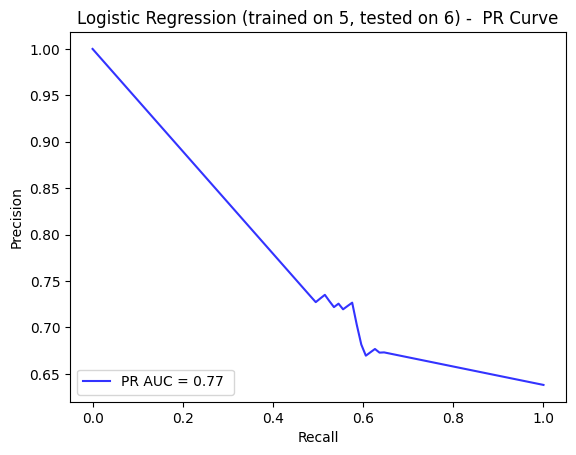 Logistic Regression (trained on 5, tested on 6) -  PR Curve
1.00
0.95
0.90
0.85
0.80
0.75
0.70
0.65
Precision
PR AUC = 0.77
0.0 0.2 0.4 0.6 0.8 1.0
Recall